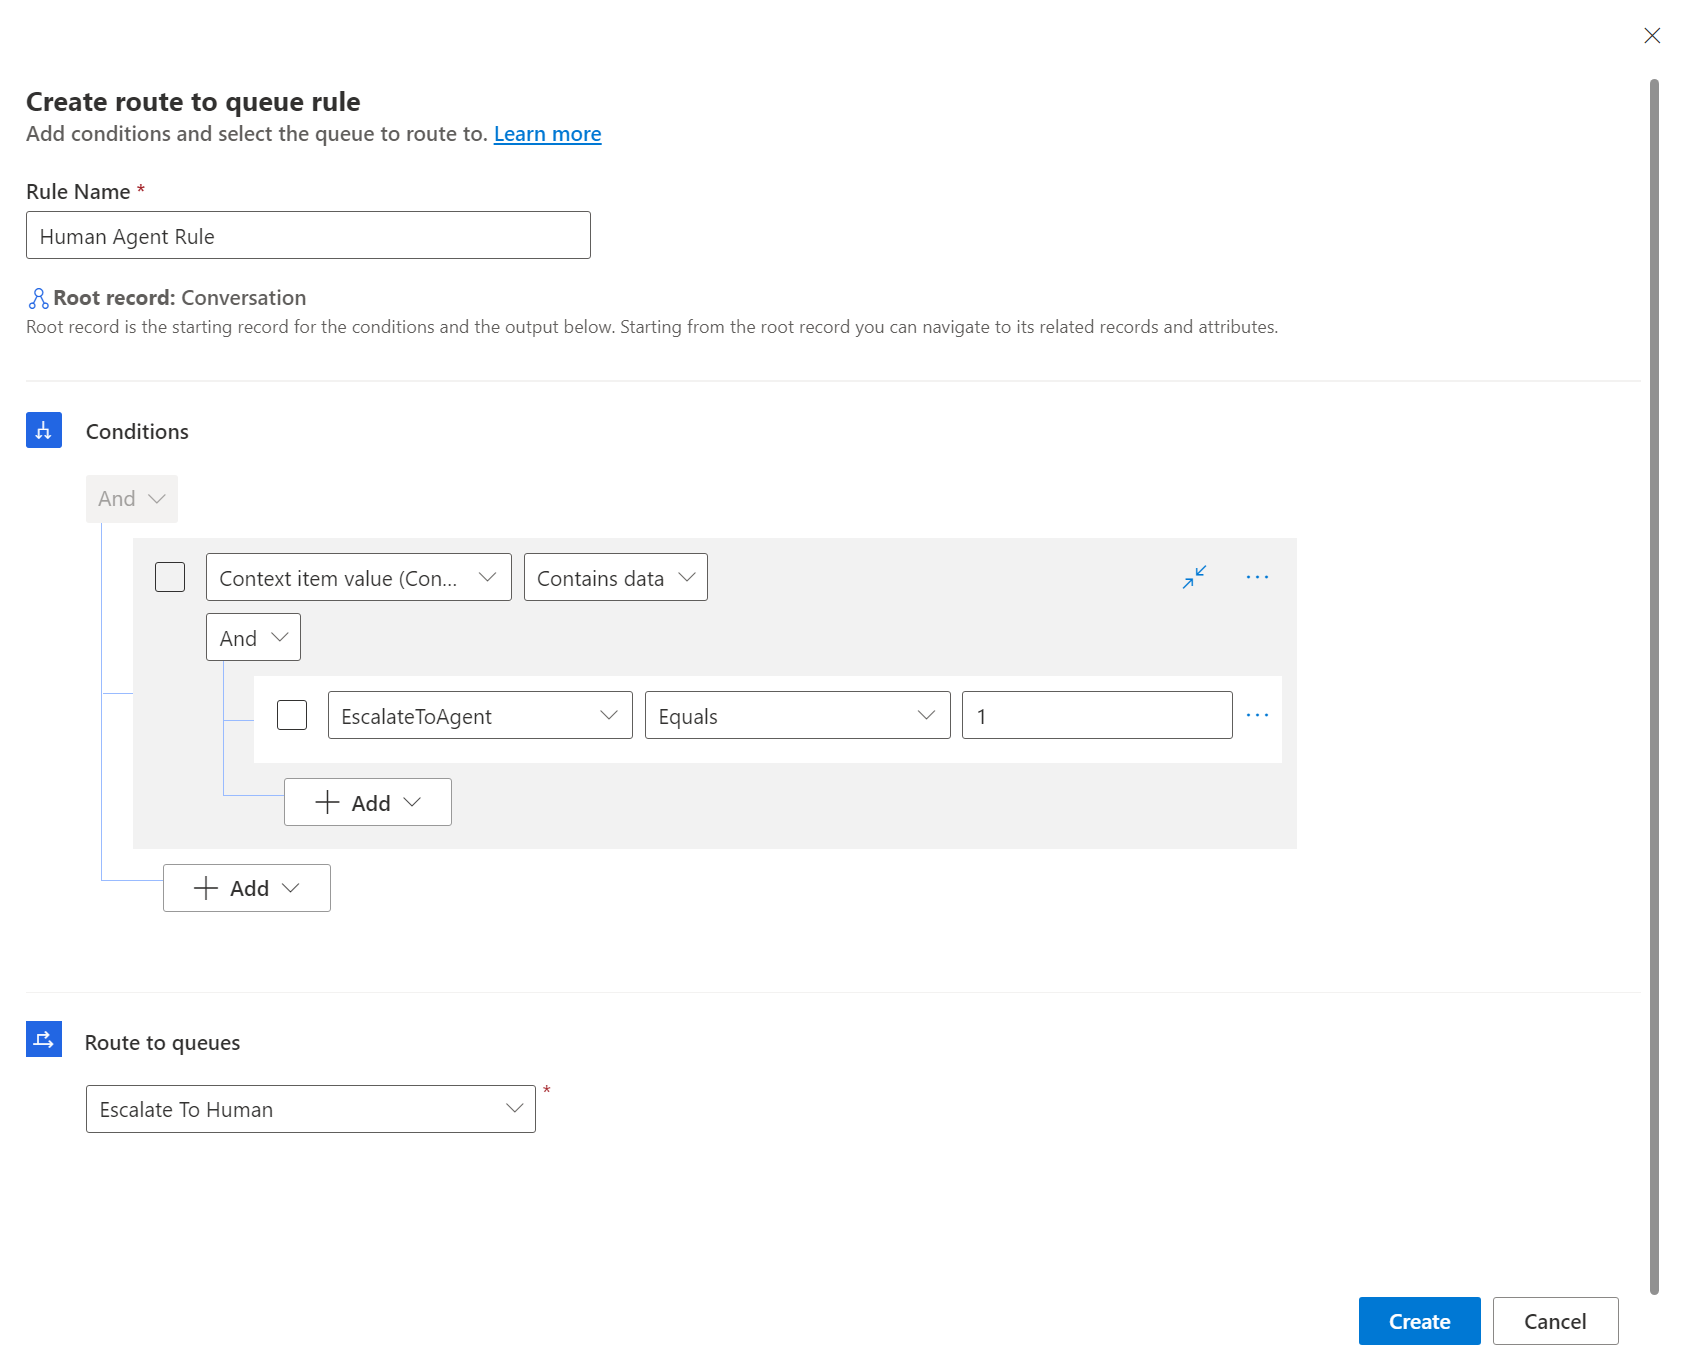 Create route to queue rule
Add conditions and select the queue to route to. Learn more
Rule Name *
Human Agent Rule
Root record: Conversation
Root record is the starting record for the conditions and the output below. Starting from the root record you can navigate to its related records and attributes.
Conditions
And
Context item value (Con... Contains data
And
EscalateToAgent Equals 1
Add
Add
Route to queues
Escalate To Human *
Create Cancel